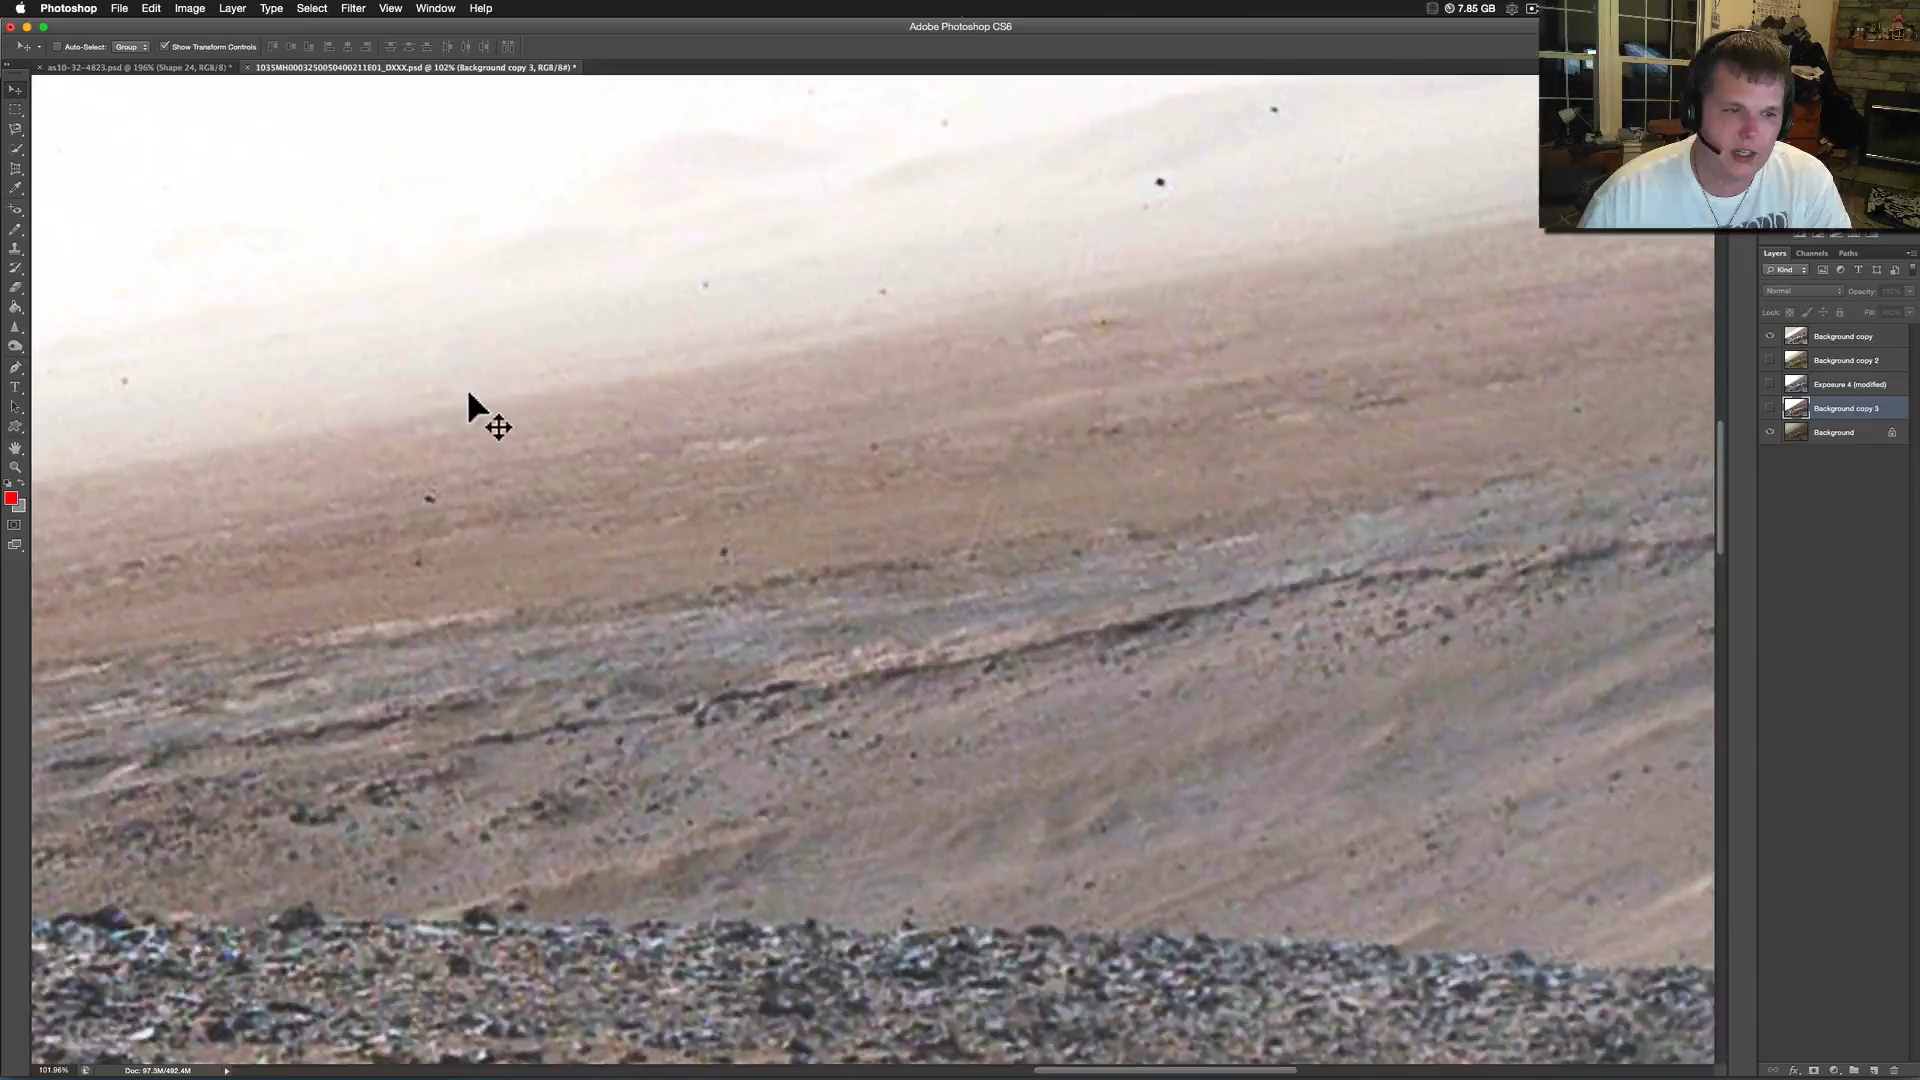 Photoshop File Edit Image Layer Type Select Filter View Window Help 7.85 GB
Adobe Photoshop CS6
Auto-Select: Group Show Transform Controls
as10-32-4823.psd @ 196% (Shape 24, RGB/8) *
1035MH0003250050400211E01_DXXX.psd @ 102% (Background copy 3, RGB/8#) *
Layers Channels Paths
Kind
Normal Opacity: 100%
Lock: Fill: 100%
Background copy
Background copy 2
Exposure 4 (modified)
Background copy 3
Background
101.96% Doc: 97.3M/492.4M